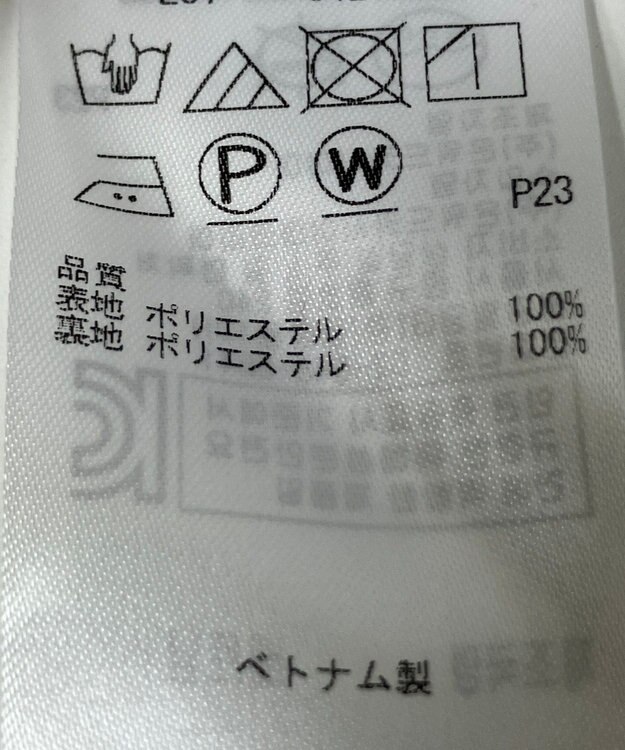 P W
P23
品質
表地 ポリエステル 100%
裏地 ポリエステル 100%
ベトナム製